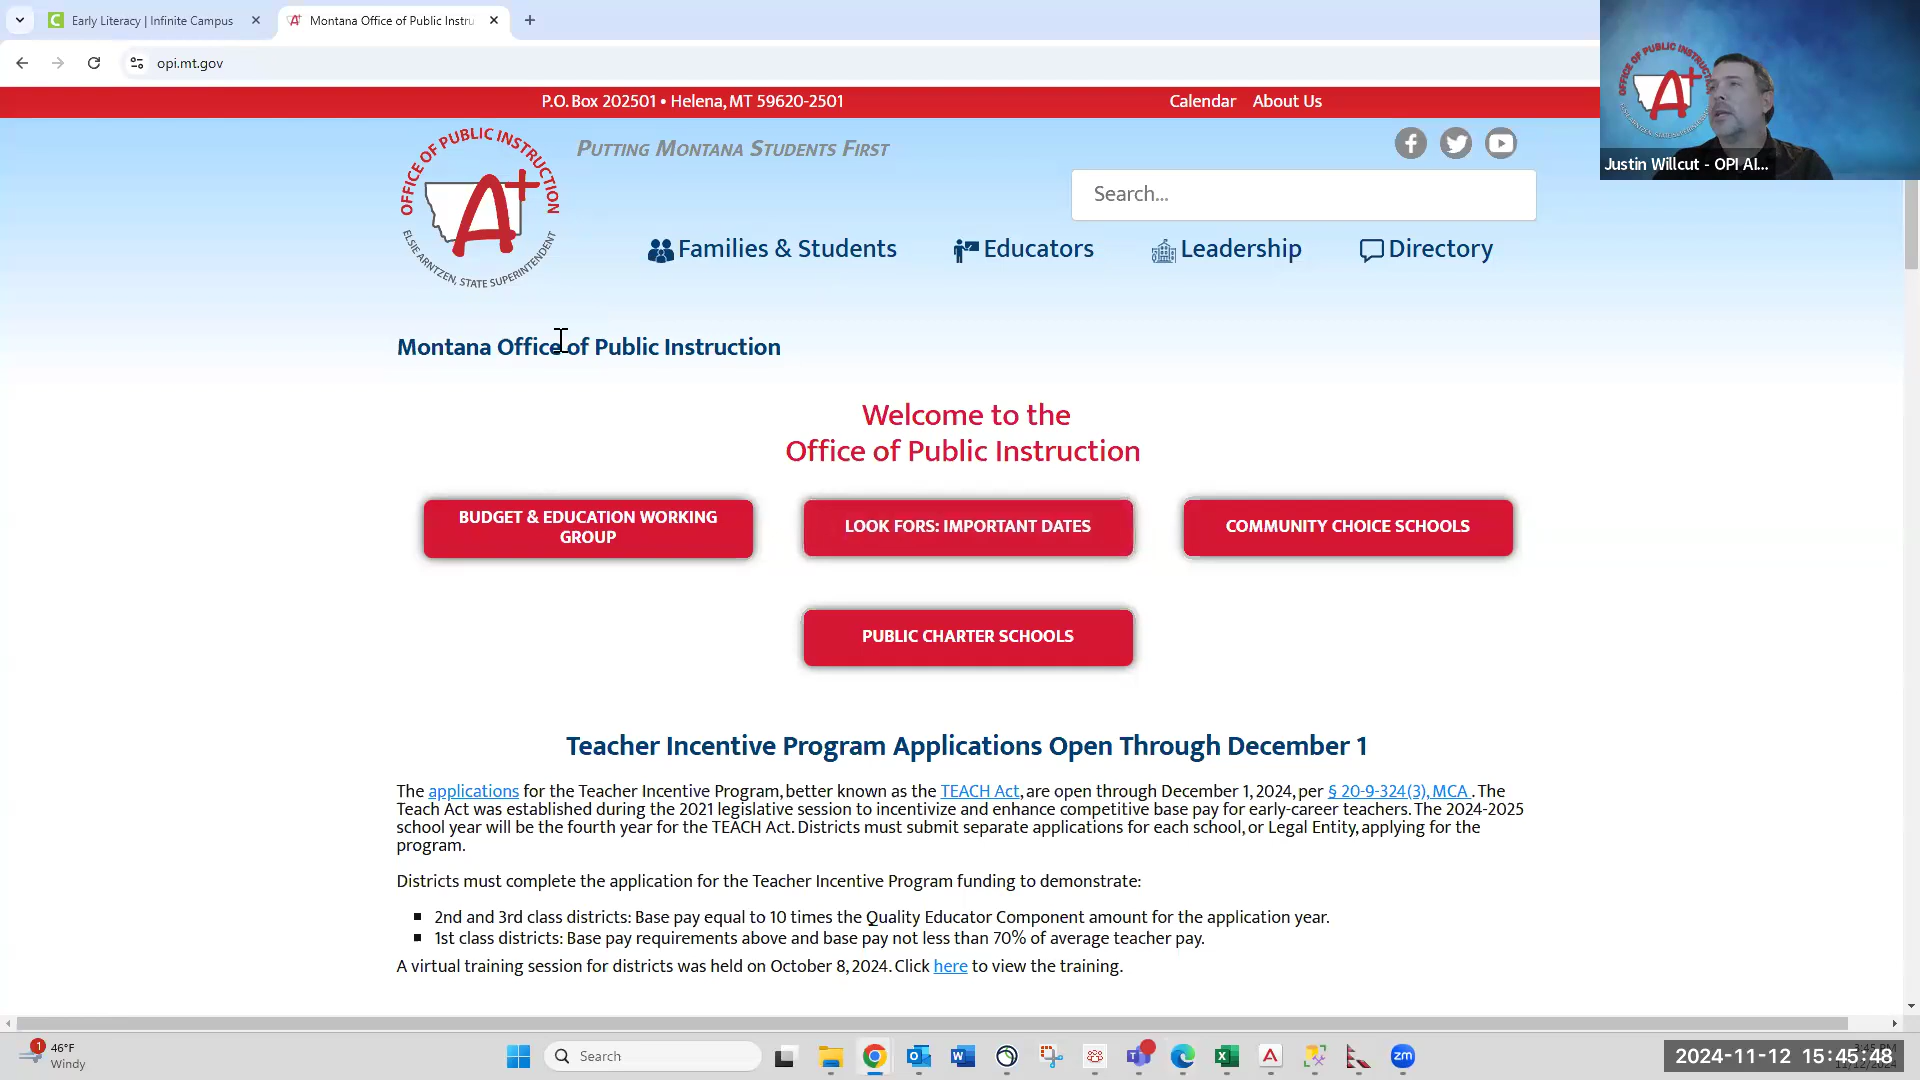 Early Literacy | Infinite Campus
Montana Office of Public Instru
opi.mt.gov
P.O. Box 202501 • Helena, MT 59620-2501
Calendar About Us
OFFICE OF PUBLIC INSTRUCTION
A+
ELSIE ARNTZEN, STATE SUPERINTENDENT
PUTTING MONTANA STUDENTS FIRST
Search...
Families & Students
Educators
Leadership
Directory
Justin Willcut - OPI AI...
Montana Office of Public Instruction
Welcome to the
Office of Public Instruction
BUDGET & EDUCATION WORKING
GROUP
LOOK FORS: IMPORTANT DATES
COMMUNITY CHOICE SCHOOLS
PUBLIC CHARTER SCHOOLS
Teacher Incentive Program Applications Open Through December 1
The applications for the Teacher Incentive Program, better known as the TEACH Act, are open through December 1, 2024, per § 20-9-324(3), MCA . The
Teach Act was established during the 2021 legislative session to incentivize and enhance competitive base pay for early-career teachers. The 2024-2025
school year will be the fourth year for the TEACH Act. Districts must submit separate applications for each school, or Legal Entity, applying for the
program.
Districts must complete the application for the Teacher Incentive Program funding to demonstrate:
2nd and 3rd class districts: Base pay equal to 10 times the Quality Educator Component amount for the application year.
1st class districts: Base pay requirements above and base pay not less than 70% of average teacher pay.
A virtual training session for districts was held on October 8, 2024. Click here to view the training.
1
46°F
Windy
Search
zm
2024-11-12 15:45:48